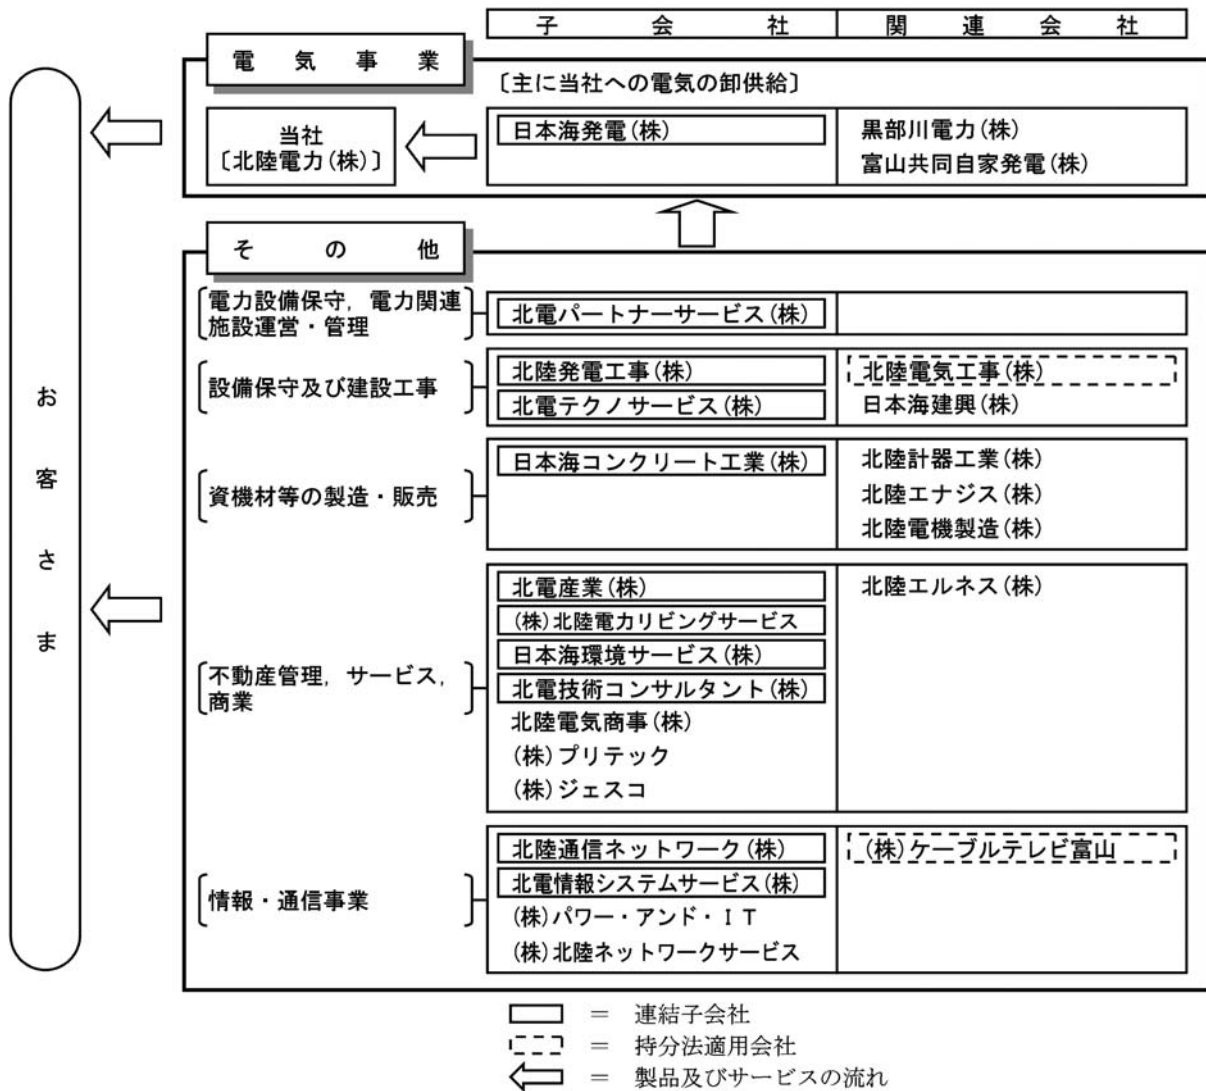 子会社 関連会社
電気事業
〔主に当社への電気の卸供給〕
当社
〔北陸電力(株)〕
日本海発電(株)
黒部川電力(株)
富山共同自家発電(株)
その他
電力設備保守，電力関連
施設運営・管理
北電パートナーサービス(株)
設備保守及び建設工事
北陸発電工事(株)
北電テクノサービス(株)
北陸電気工事(株)
日本海建興(株)
資機材等の製造・販売
日本海コンクリート工業(株)
北陸計器工業(株)
北陸エナジス(株)
北陸電機製造(株)
不動産管理，サービス，
商業
北電産業(株)
(株)北陸電力リビングサービス
日本海環境サービス(株)
北電技術コンサルタント(株)
北陸電気商事(株)
(株)プリテック
(株)ジェスコ
北陸エルネス(株)
情報・通信事業
北陸通信ネットワーク(株)
北電情報システムサービス(株)
(株)パワー・アンド・ＩＴ
(株)北陸ネットワークサービス
(株)ケーブルテレビ富山
お客さま
＝ 連結子会社
＝ 持分法適用会社
＝ 製品及びサービスの流れ